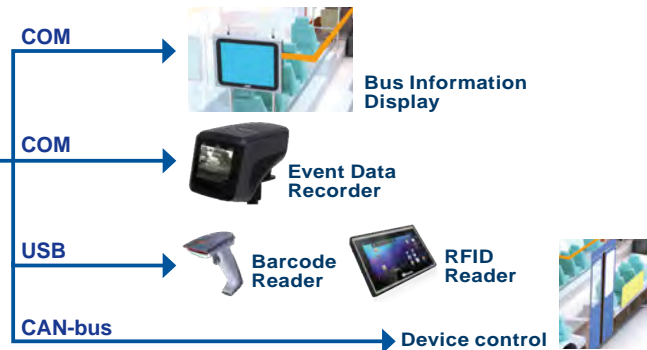 COM
Bus Information
Display
COM
Event Data
Recorder
USB
Barcode
Reader
RFID
Reader
CAN-bus
Device control